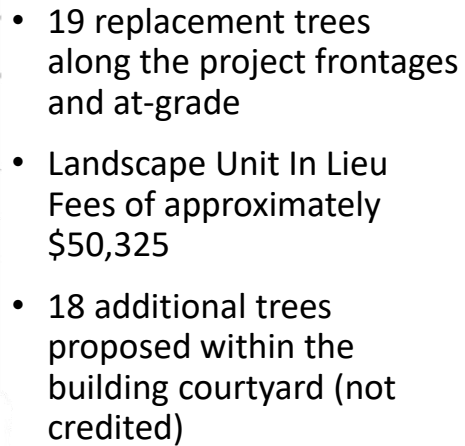 • 19 replacement trees
along the project frontages
and at-grade
• Landscape Unit In Lieu
Fees of approximately
$50,325
• 18 additional trees
proposed within the
building courtyard (not
credited)